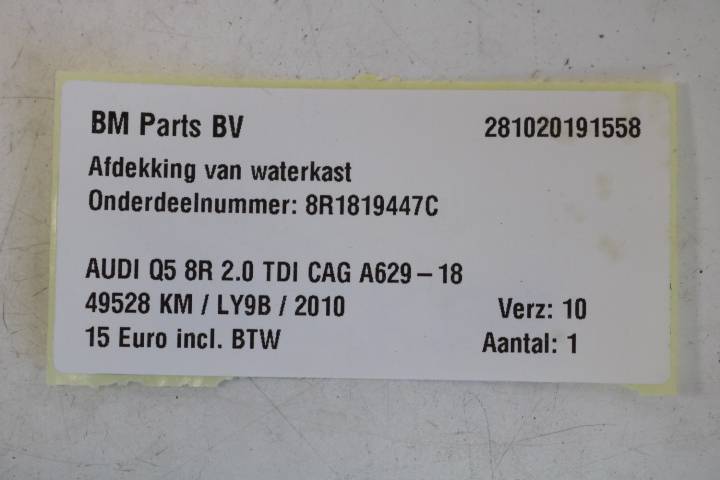 BM Parts BV 281020191558
Afdekking van waterkast
Onderdeelnummer: 8R1819447C
AUDI Q5 8R 2.0 TDI CAG A629-18
49528 KM / LY9B / 2010 Verz: 10
15 Euro incl. BTW Aantal: 1